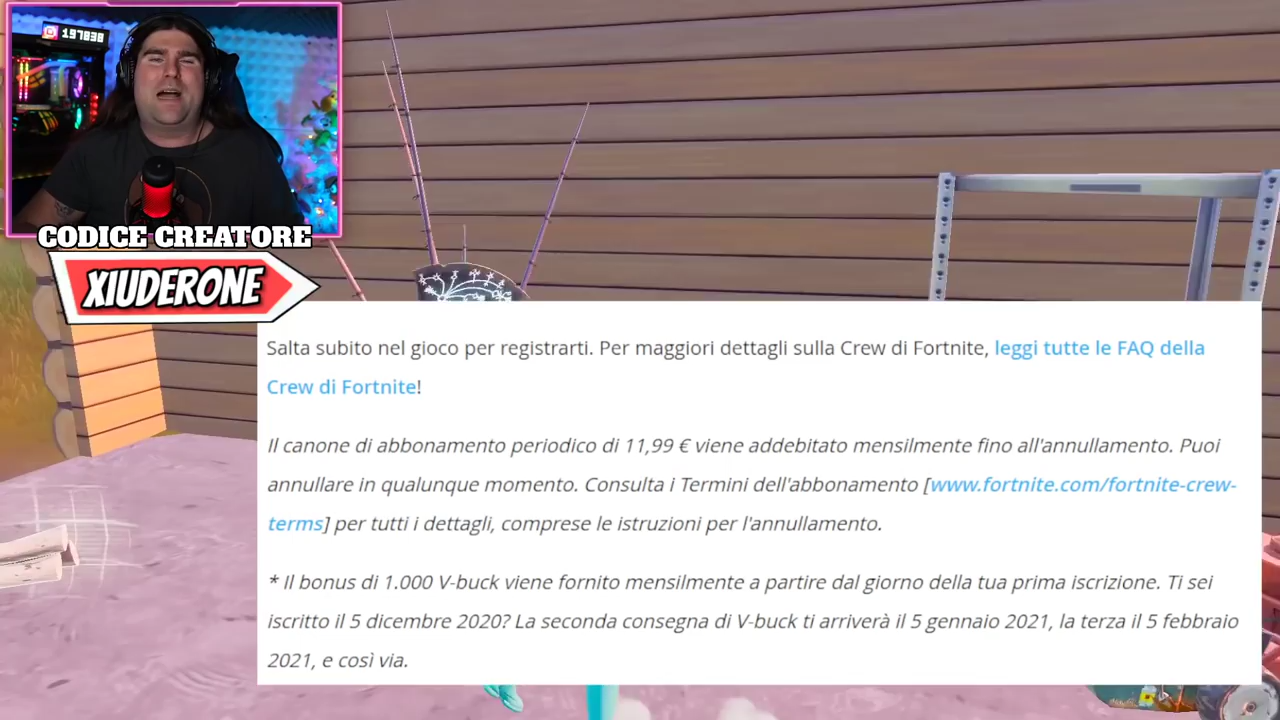 197838
CODICE CREATORE
XIUDERONE
Salta subito nel gioco per registrarti. Per maggiori dettagli sulla Crew di Fortnite, leggi tutte le FAQ della
Crew di Fortnite!
Il canone di abbonamento periodico di 11,99 € viene addebitato mensilmente fino all'annullamento. Puoi
annullare in qualunque momento. Consulta i Termini dell'abbonamento [www.fortnite.com/fortnite-crew-
terms] per tutti i dettagli, comprese le istruzioni per l'annullamento.
* Il bonus di 1.000 V-buck viene fornito mensilmente a partire dal giorno della tua prima iscrizione. Ti sei
iscritto il 5 dicembre 2020? La seconda consegna di V-buck ti arriverà il 5 gennaio 2021, la terza il 5 febbraio
2021, e così via.